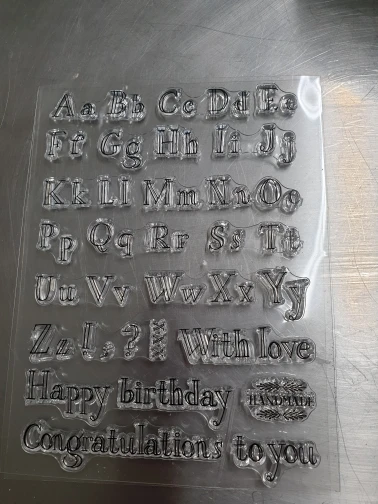 Aa Bb Cc Dd Ee
Ff Gg Hh Ii Jj
Kk Ll Mm Nn Oo
Pp Qq Rr Ss Tt
Uu Vv Ww Xx Yy
Zz With love
Happy birthday HANDMADE
Congratulations to you